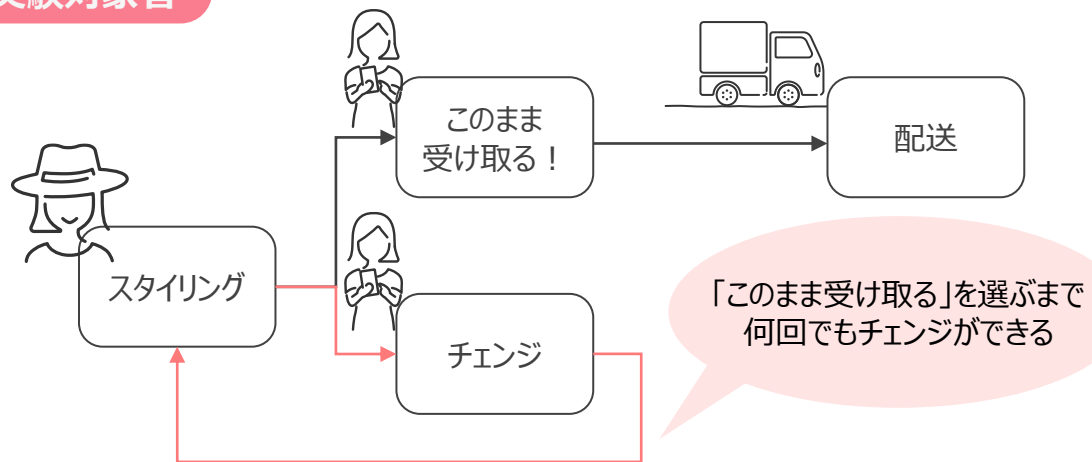 スタイリング
このまま
受け取る！
配送
チェンジ
「このまま受け取る」を選ぶまで
何回でもチェンジができる